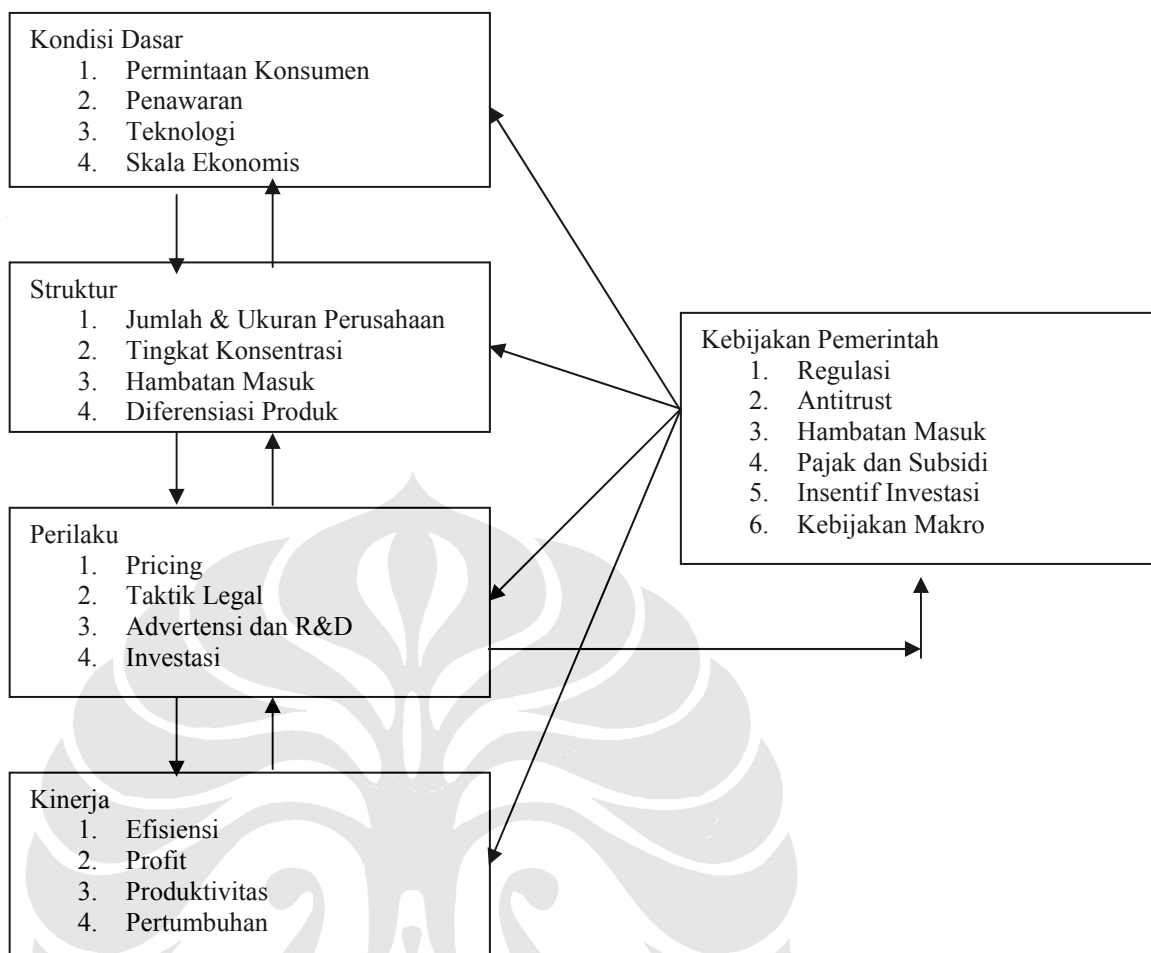 Kondisi Dasar
1. Permintaan Konsumen
2. Penawaran
3. Teknologi
4. Skala Ekonomis
Struktur
1. Jumlah & Ukuran Perusahaan
2. Tingkat Konsentrasi
3. Hambatan Masuk
4. Diferensiasi Produk
Kebijakan Pemerintah
1. Regulasi
2. Antitrust
3. Hambatan Masuk
4. Pajak dan Subsidi
5. Insentif Investasi
6. Kebijakan Makro
Perilaku
1. Pricing
2. Taktik Legal
3. Advertensi dan R&D
4. Investasi
Kinerja
1. Efisiensi
2. Profit
3. Produktivitas
4. Pertumbuhan